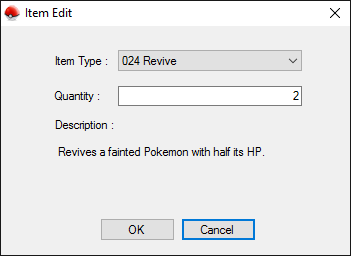 Item Edit
Item Type : 024 Revive
Quantity : 2
Description :
Revives a fainted Pokemon with half its HP.
OK Cancel